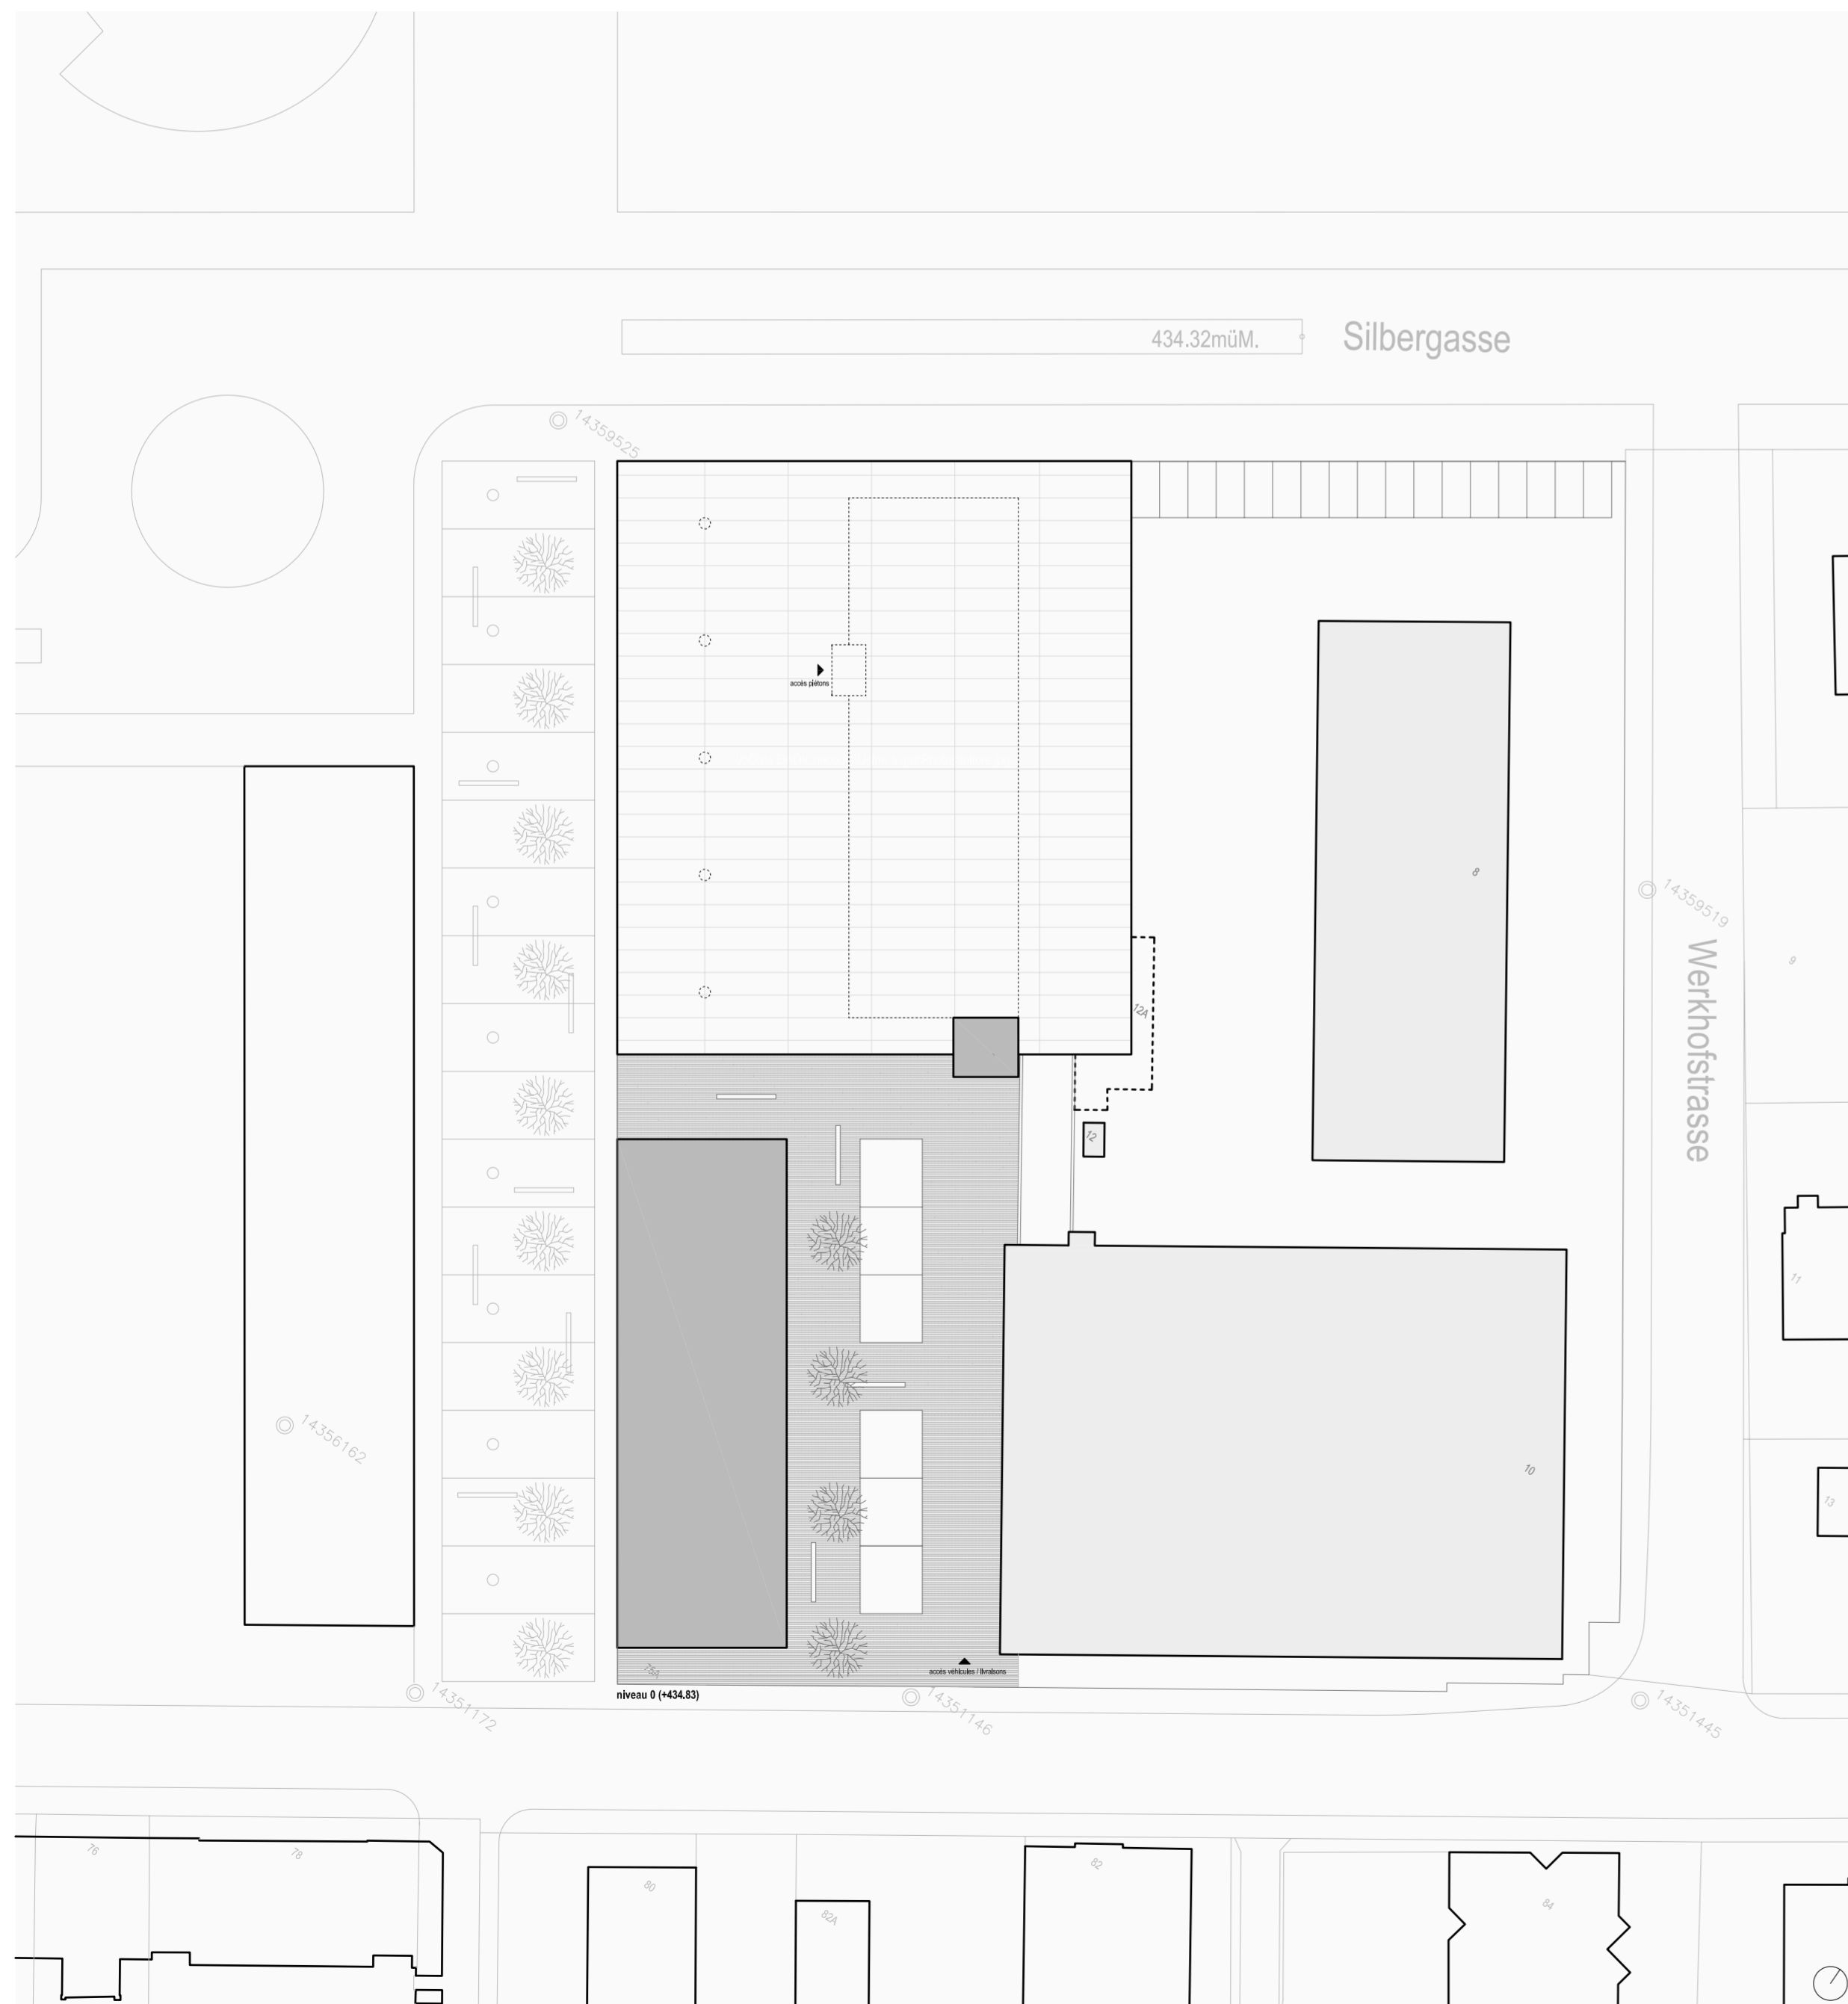 434.32müM.
Silbergasse
14359525
accès piétons
8
14359519
Werkhofstrasse
9
12A
12
11
14356162
10
13
75A
accès véhicules / livraisons
niveau 0 (+434.83)
14351172
14351146
14351445
76
78
80
82A
82
84